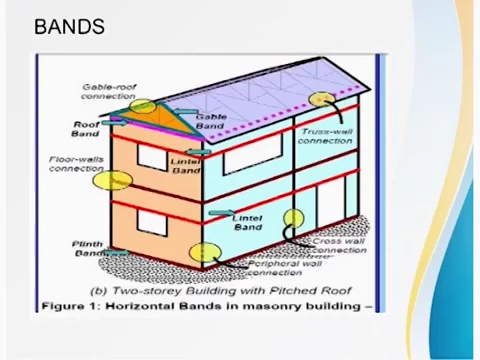 BANDS
Gable-roof
connection
Roof
Band
Gable
Band
Truss-wall
connection
Floor-walls
connection
Lintel
Band
Lintel
Band
Plinth
Band
Cross wall
connection
Peripheral wall
connection
(b) Two-storey Building with Pitched Roof
Figure 1: Horizontal Bands in masonry building –